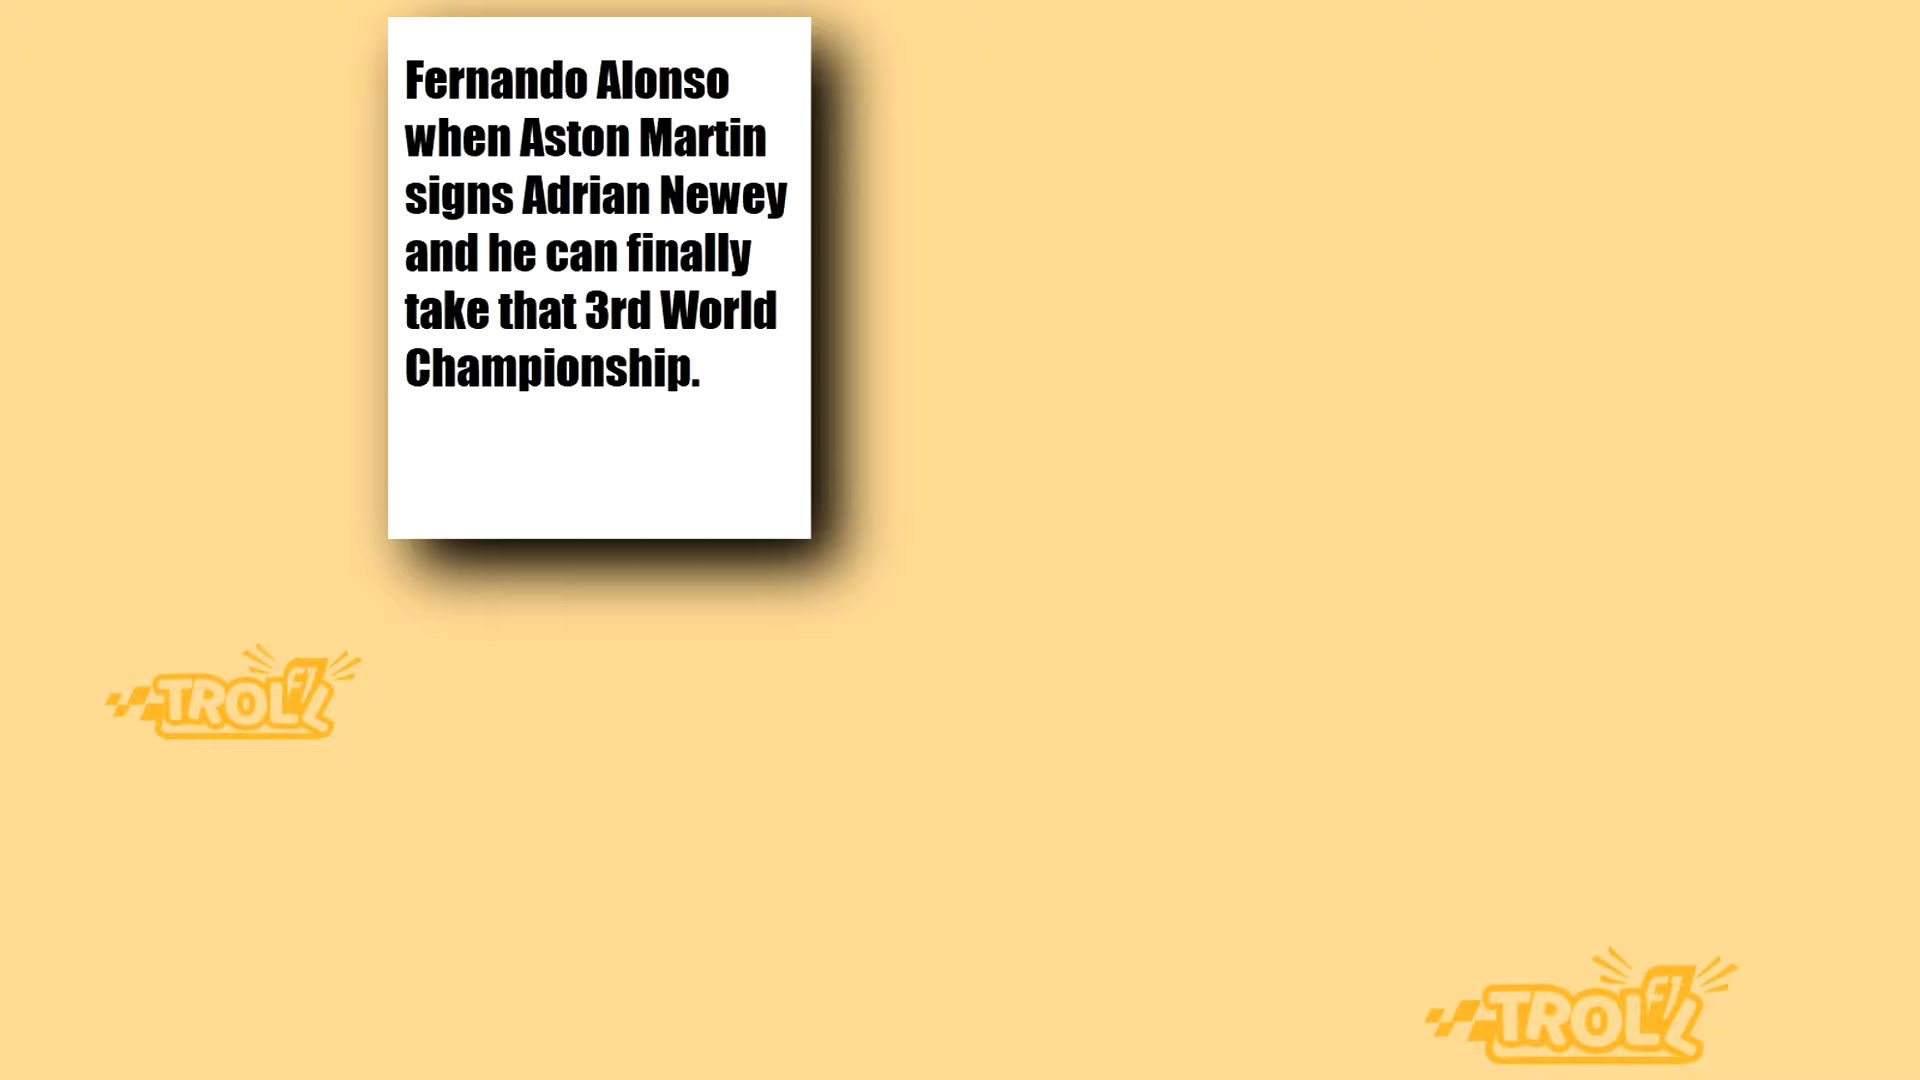 Fernando Alonso
when Aston Martin
signs Adrian Newey
and he can finally
take that 3rd World
Championship.
TROLL F1
TROLL F1